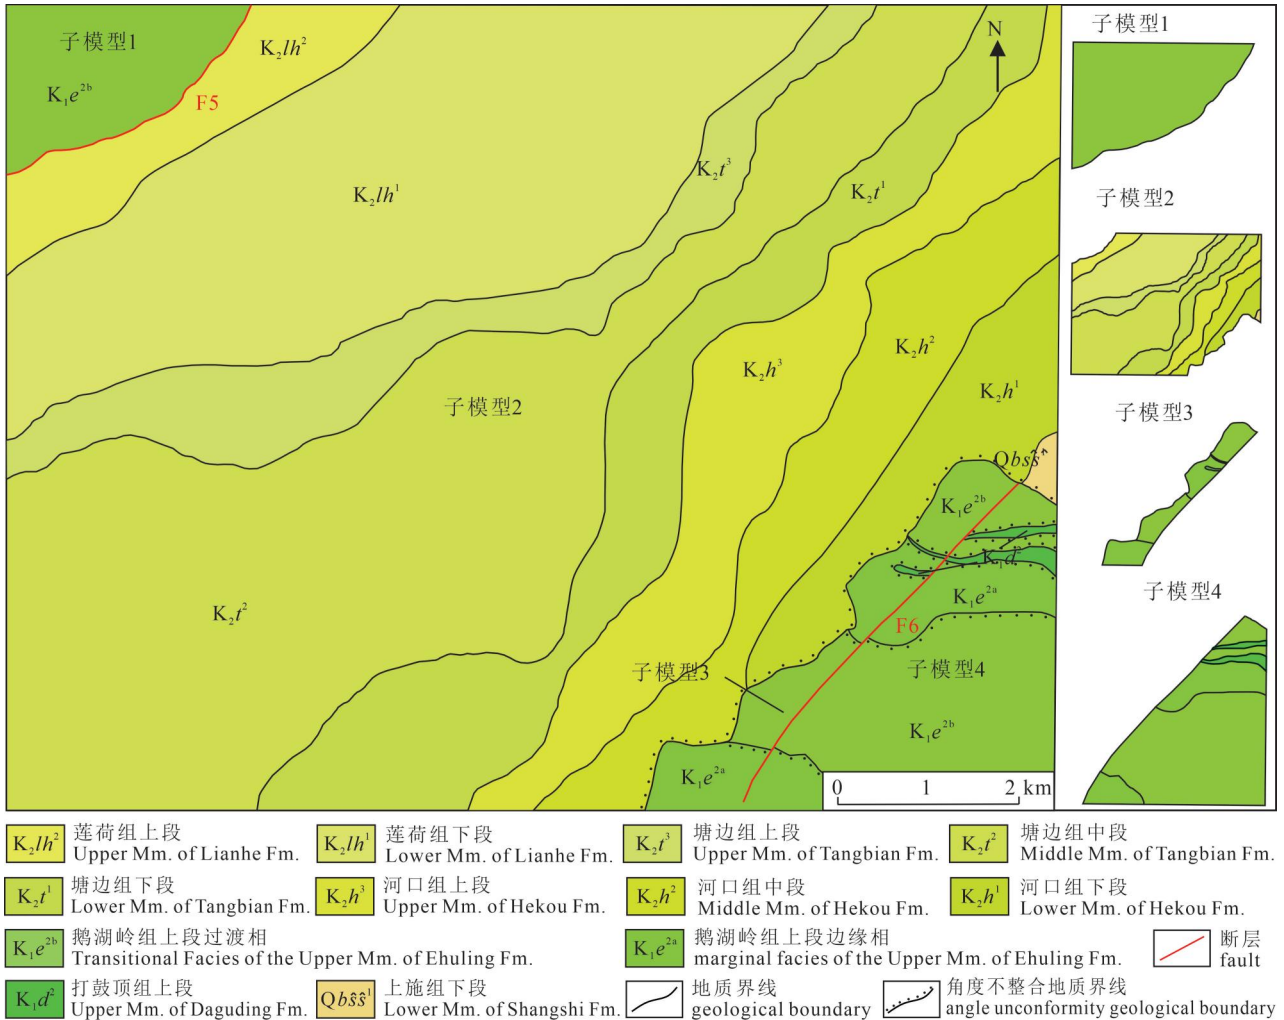 子模型1
K₁e²ᵇ
K₂lh²
F5
K₂lh¹
N
K₂t³
K₂t¹
K₂h³
K₂h²
K₂h¹
子模型2
Qbŝŝ¹
K₁e²ᵇ
K₁d²
K₁e²ᵃ
F6
K₂t²
子模型3
子模型4
K₁e²ᵇ
K₁e²ᵃ
0 1 2 km
子模型1
子模型2
子模型3
子模型4
K₂lh² 莲荷组上段
Upper Mm. of Lianhe Fm.
K₂lh¹ 莲荷组下段
Lower Mm. of Lianhe Fm.
K₂t³ 塘边组上段
Upper Mm. of Tangbian Fm.
K₂t² 塘边组中段
Middle Mm. of Tangbian Fm.
K₂t¹ 塘边组下段
Lower Mm. of Tangbian Fm.
K₂h³ 河口组上段
Upper Mm. of Hekou Fm.
K₂h² 河口组中段
Middle Mm. of Hekou Fm.
K₂h¹ 河口组下段
Lower Mm. of Hekou Fm.
K₁e²ᵇ 鹅湖岭组上段过渡相
Transitional Facies of the Upper Mm. of Ehuling Fm.
K₁e²ᵃ 鹅湖岭组上段边缘相
marginal facies of the Upper Mm. of Ehuling Fm.
断层
fault
K₁d² 打鼓顶组上段
Upper Mm. of Daguding Fm.
Qbŝŝ¹ 上施组下段
Lower Mm. of Shangshi Fm.
地质界线
geological boundary
角度不整合地质界线
angle unconformity geological boundary